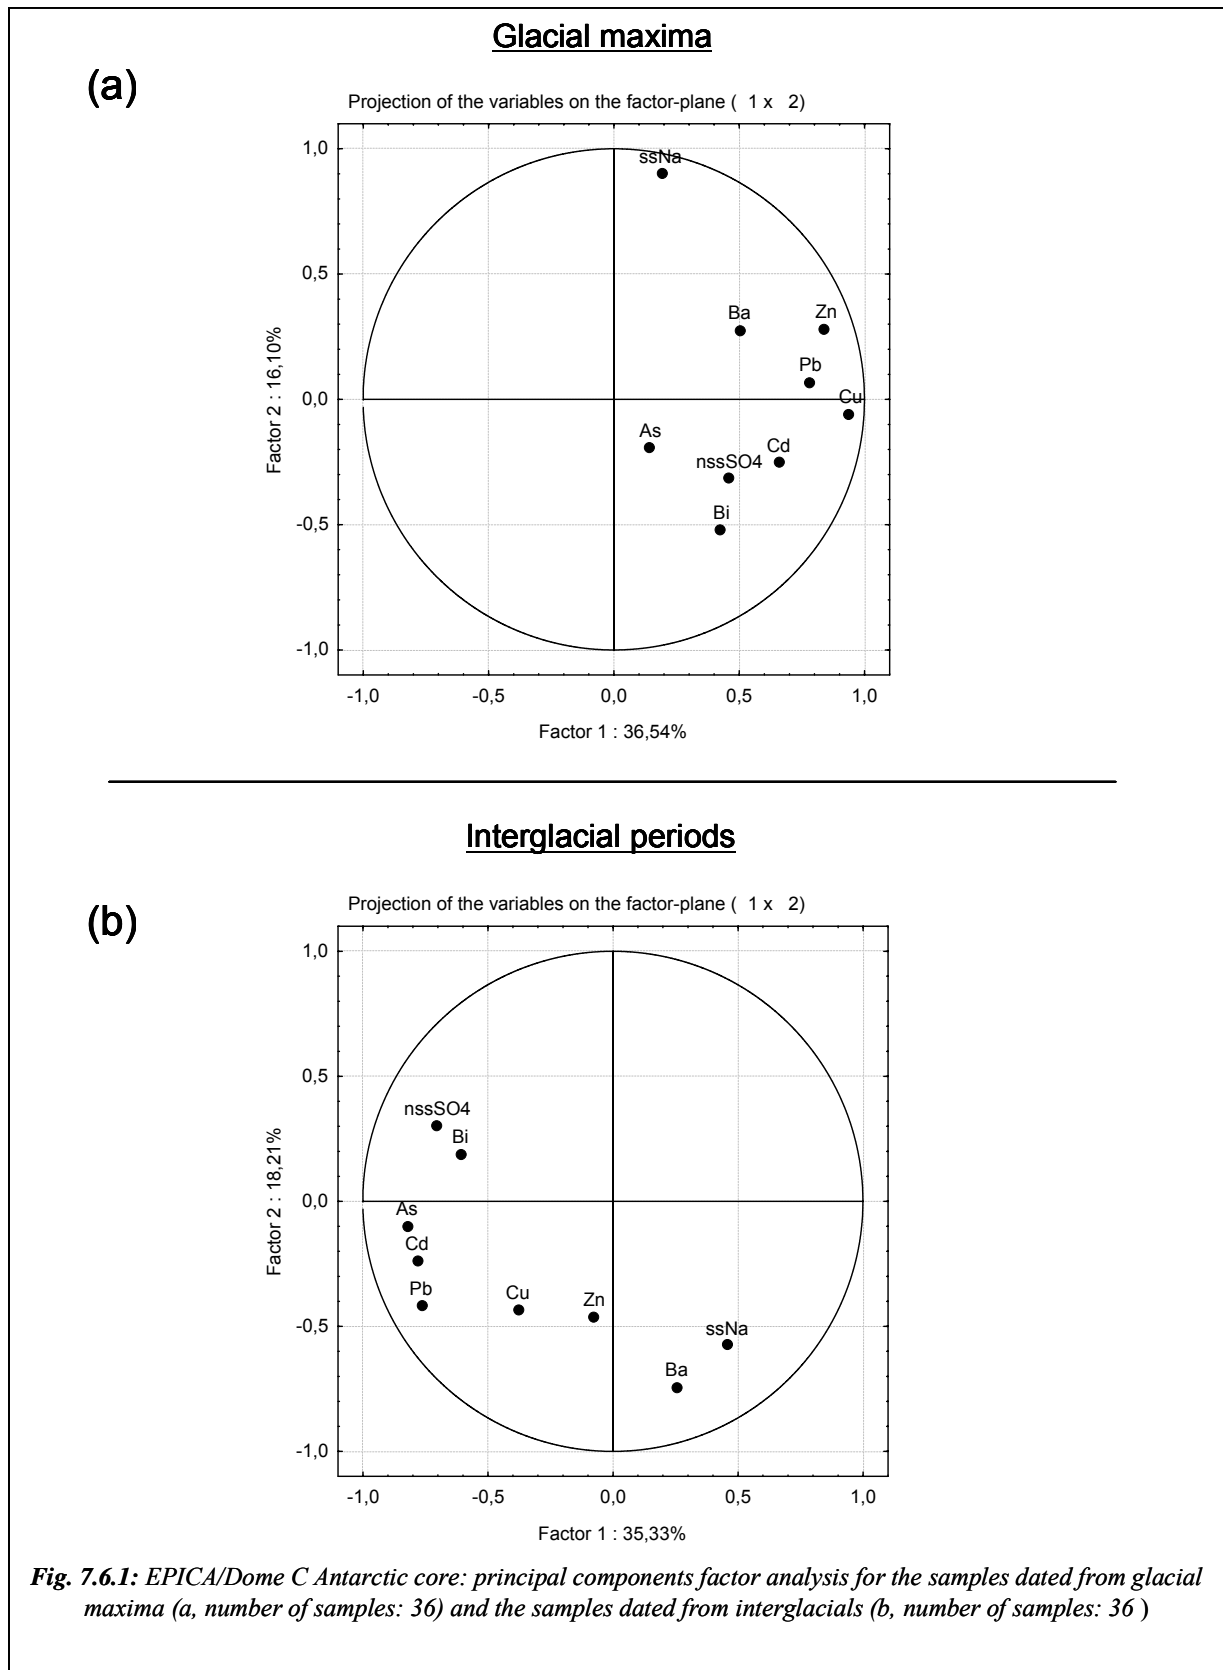 Glacial maxima
(a)
Projection of the variables on the factor-plane ( 1 x 2)
1,0
ssNa
0,5
Ba
Zn
Pb
0,0
Cu
As
Cd
nssSO4
Bi
-0,5
-1,0
Factor 2 : 16,10%
-1,0 -0,5 0,0 0,5 1,0
Factor 1 : 36,54%
Interglacial periods
(b)
Projection of the variables on the factor-plane ( 1 x 2)
1,0
0,5
nssSO4
Bi
0,0
As
Cd
Pb
Cu
Zn
-0,5
ssNa
Ba
-1,0
Factor 2 : 18,21%
-1,0 -0,5 0,0 0,5 1,0
Factor 1 : 35,33%
Fig. 7.6.1: EPICA/Dome C Antarctic core: principal components factor analysis for the samples dated from glacial
maxima (a, number of samples: 36) and the samples dated from interglacials (b, number of samples: 36 )